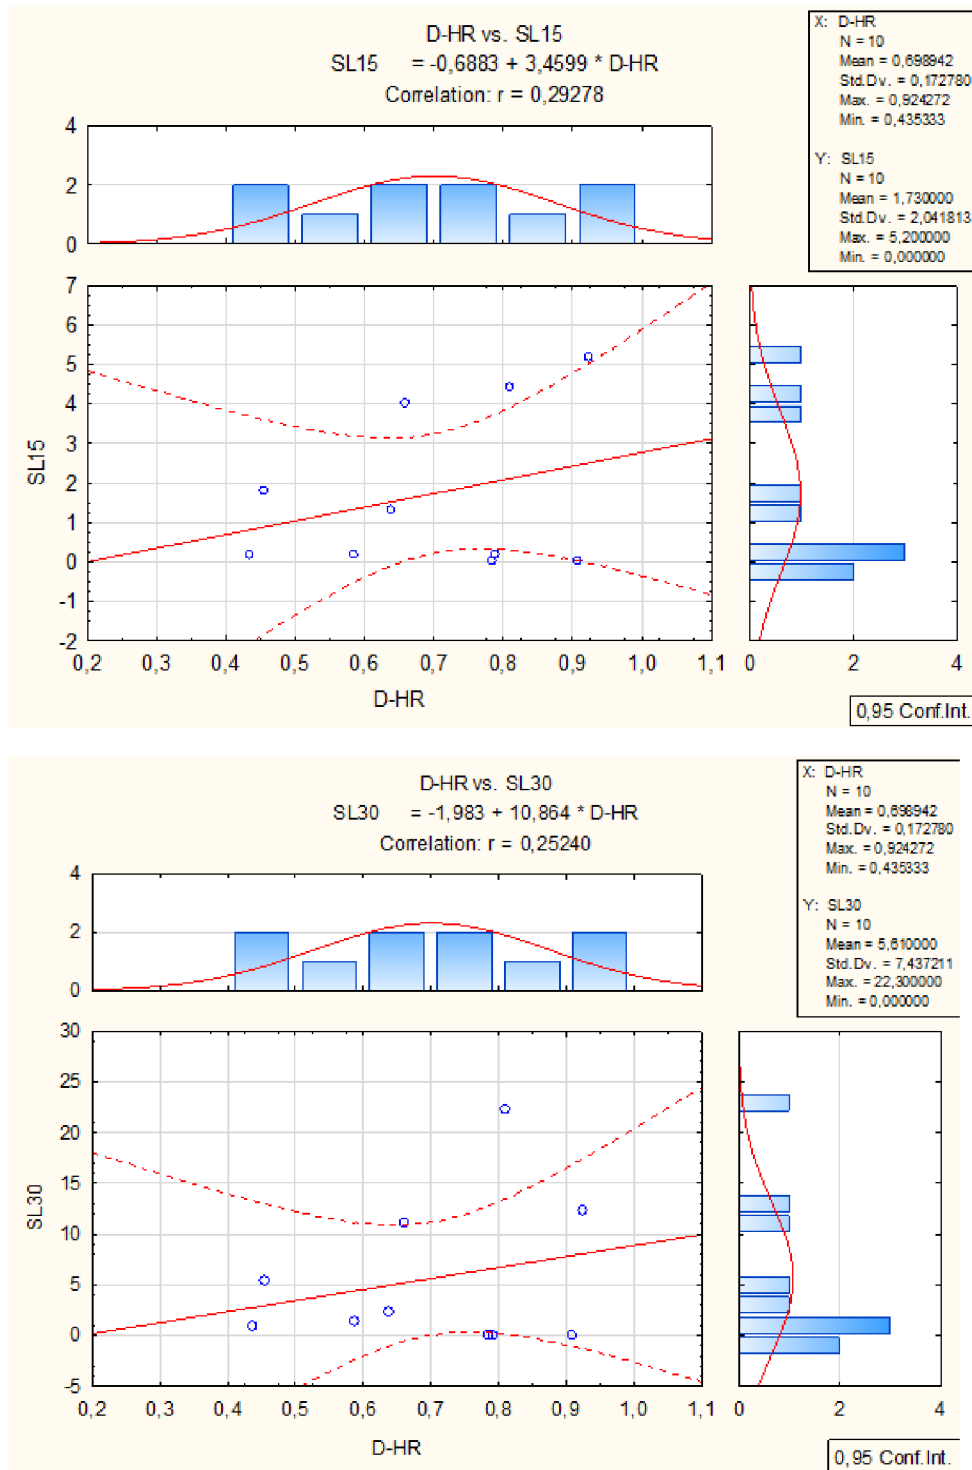 D-HR vs. SL15
SL15 = -0,6883 + 3,4599 * D-HR
Correlation: r = 0,29278
X: D-HR
N = 10
Mean = 0,698942
Std.Dv. = 0,172780
Max. = 0,924272
Min. = 0,435333
Y: SL15
N = 10
Mean = 1,730000
Std.Dv. = 2,041813
Max. = 5,200000
Min. = 0,000000
4
2
0
7
6
5
4
3
2
1
0
-1
-2
SL15
0,2 0,3 0,4 0,5 0,6 0,7 0,8 0,9 1,0 1,1
D-HR
0 2 4
0,95 Conf.Int.
D-HR vs. SL30
SL30 = -1,983 + 10,864 * D-HR
Correlation: r = 0,25240
X: D-HR
N = 10
Mean = 0,698942
Std.Dv. = 0,172780
Max. = 0,924272
Min. = 0,435333
Y: SL30
N = 10
Mean = 5,610000
Std.Dv. = 7,437211
Max. = 22,300000
Min. = 0,000000
4
2
0
30
25
20
15
10
5
0
-5
SL30
0,2 0,3 0,4 0,5 0,6 0,7 0,8 0,9 1,0 1,1
D-HR
0 2 4
0,95 Conf.Int.